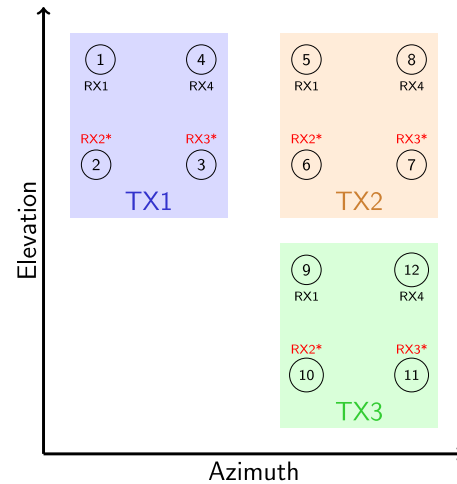 1
4
RX1
RX4
RX2*
RX3*
2
3
TX1
5
8
RX1
RX4
RX2*
RX3*
6
7
TX2
9
12
RX1
RX4
RX2*
RX3*
10
11
TX3
Elevation
Azimuth